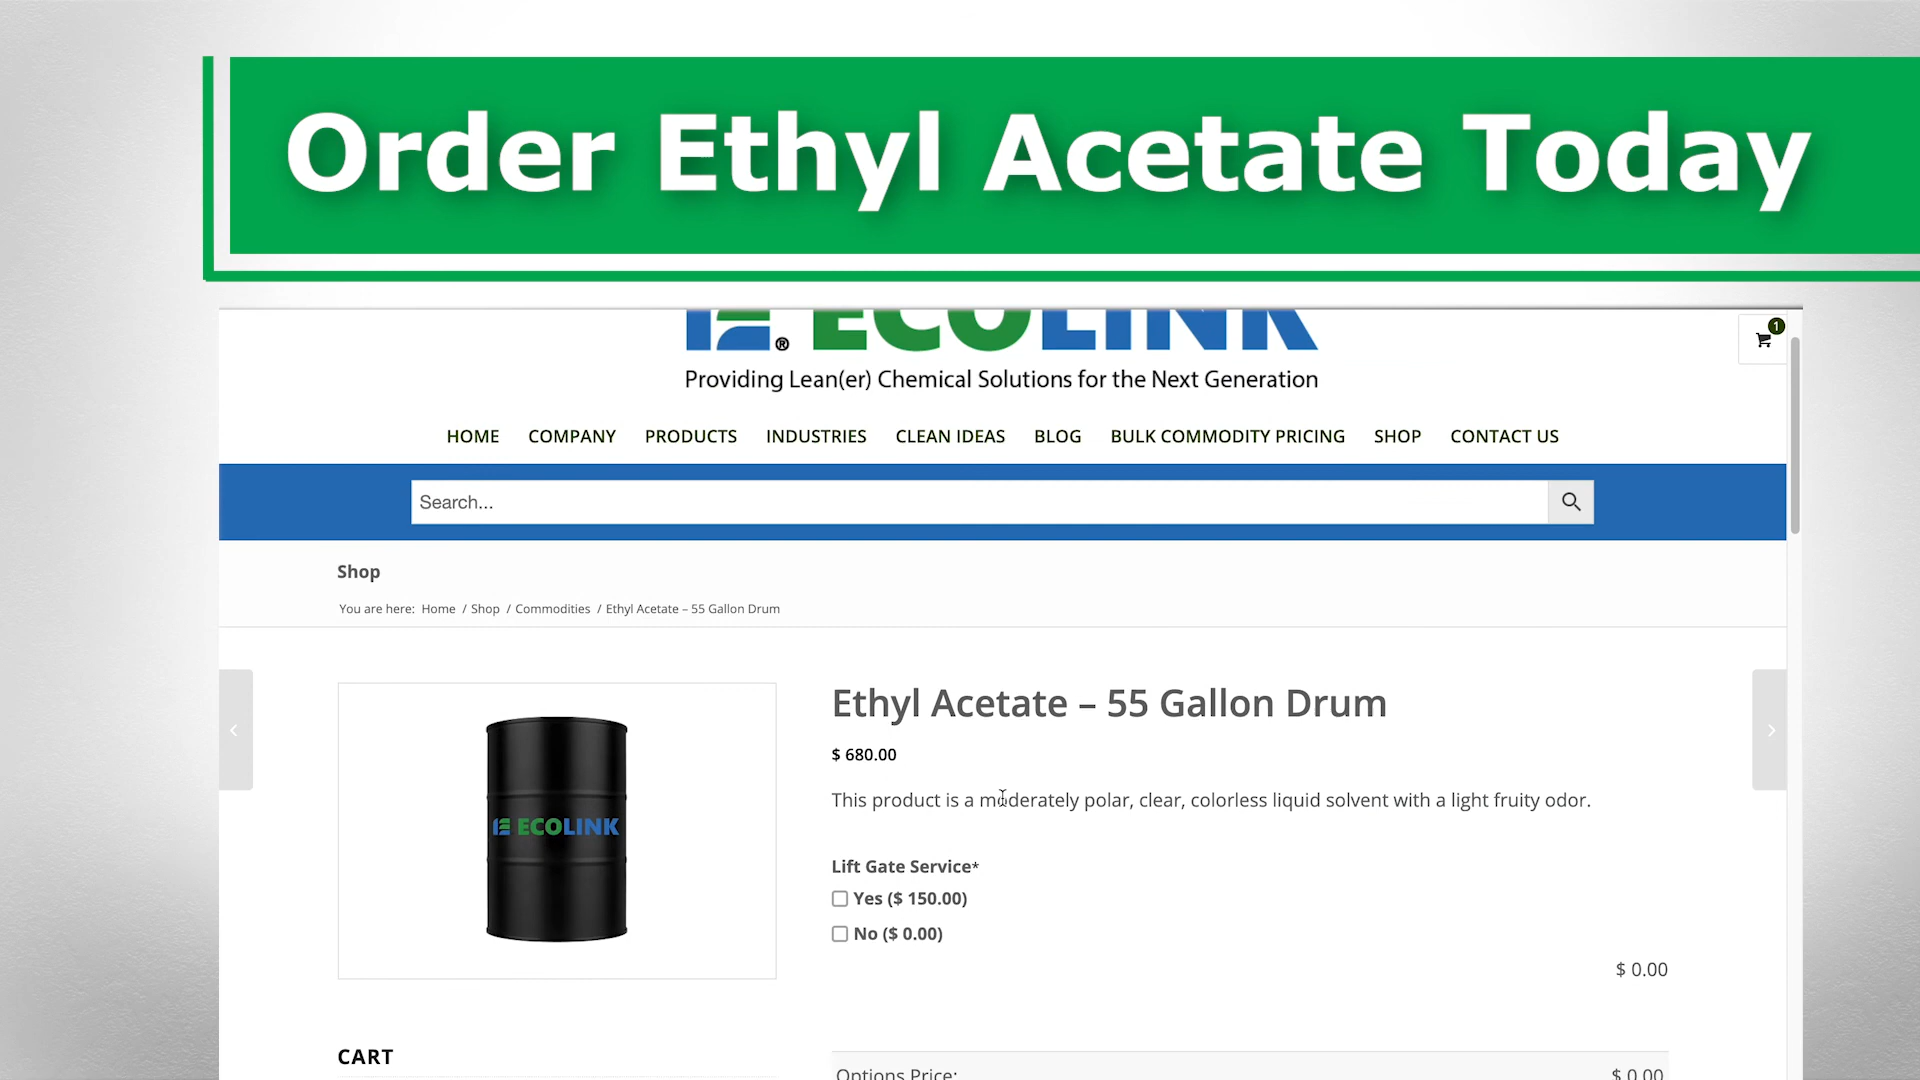 Order Ethyl Acetate Today
ECOLINK
®
1
Providing Lean(er) Chemical Solutions for the Next Generation
HOME COMPANY PRODUCTS INDUSTRIES CLEAN IDEAS BLOG BULK COMMODITY PRICING SHOP CONTACT US
Search...
Shop
You are here: Home / Shop / Commodities / Ethyl Acetate – 55 Gallon Drum
Ethyl Acetate – 55 Gallon Drum
$ 680.00
This product is a moderately polar, clear, colorless liquid solvent with a light fruity odor.
ECOLINK
Lift Gate Service*
Yes ($ 150.00)
No ($ 0.00)
$ 0.00
CART
Options Price: $ 0.00